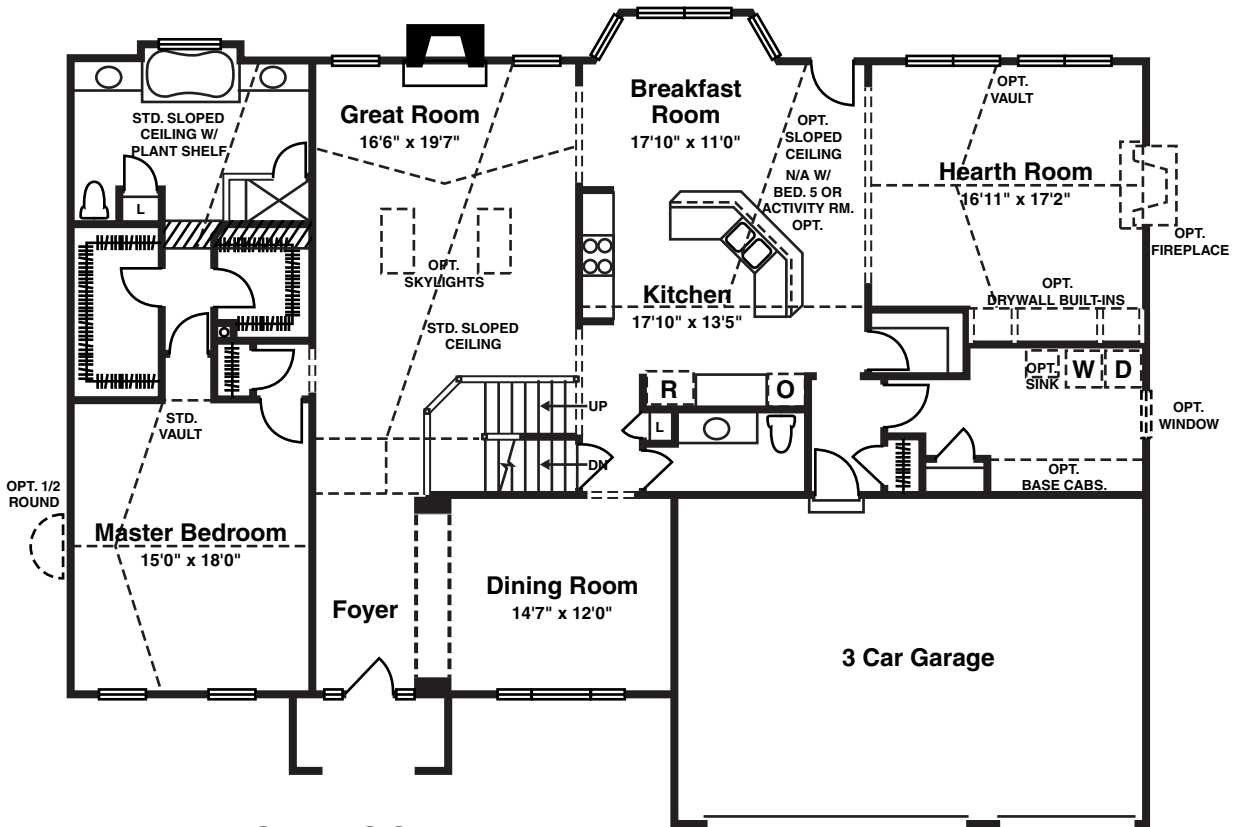 STD. SLOPED
CEILING W/
PLANT SHELF
L
Great Room
16'6" x 19'7"
OPT.
SKYLIGHTS
STD. SLOPED
CEILING
Breakfast
Room
17'10" x 11'0"
OPT.
SLOPED
CEILING
N/A W/
BED. 5 OR
ACTIVITY RM.
OPT.
Kitchen
17'10" x 13'5"
OPT.
VAULT
Hearth Room
16'11" x 17'2"
OPT.
FIREPLACE
OPT.
DRYWALL BUILT-INS
OPT.
SINK
W
D
OPT.
WINDOW
OPT.
BASE CABS.
R
O
L
UP
DN
STD.
VAULT
OPT. 1/2
ROUND
Master Bedroom
15'0" x 18'0"
Foyer
Dining Room
14'7" x 12'0"
3 Car Garage